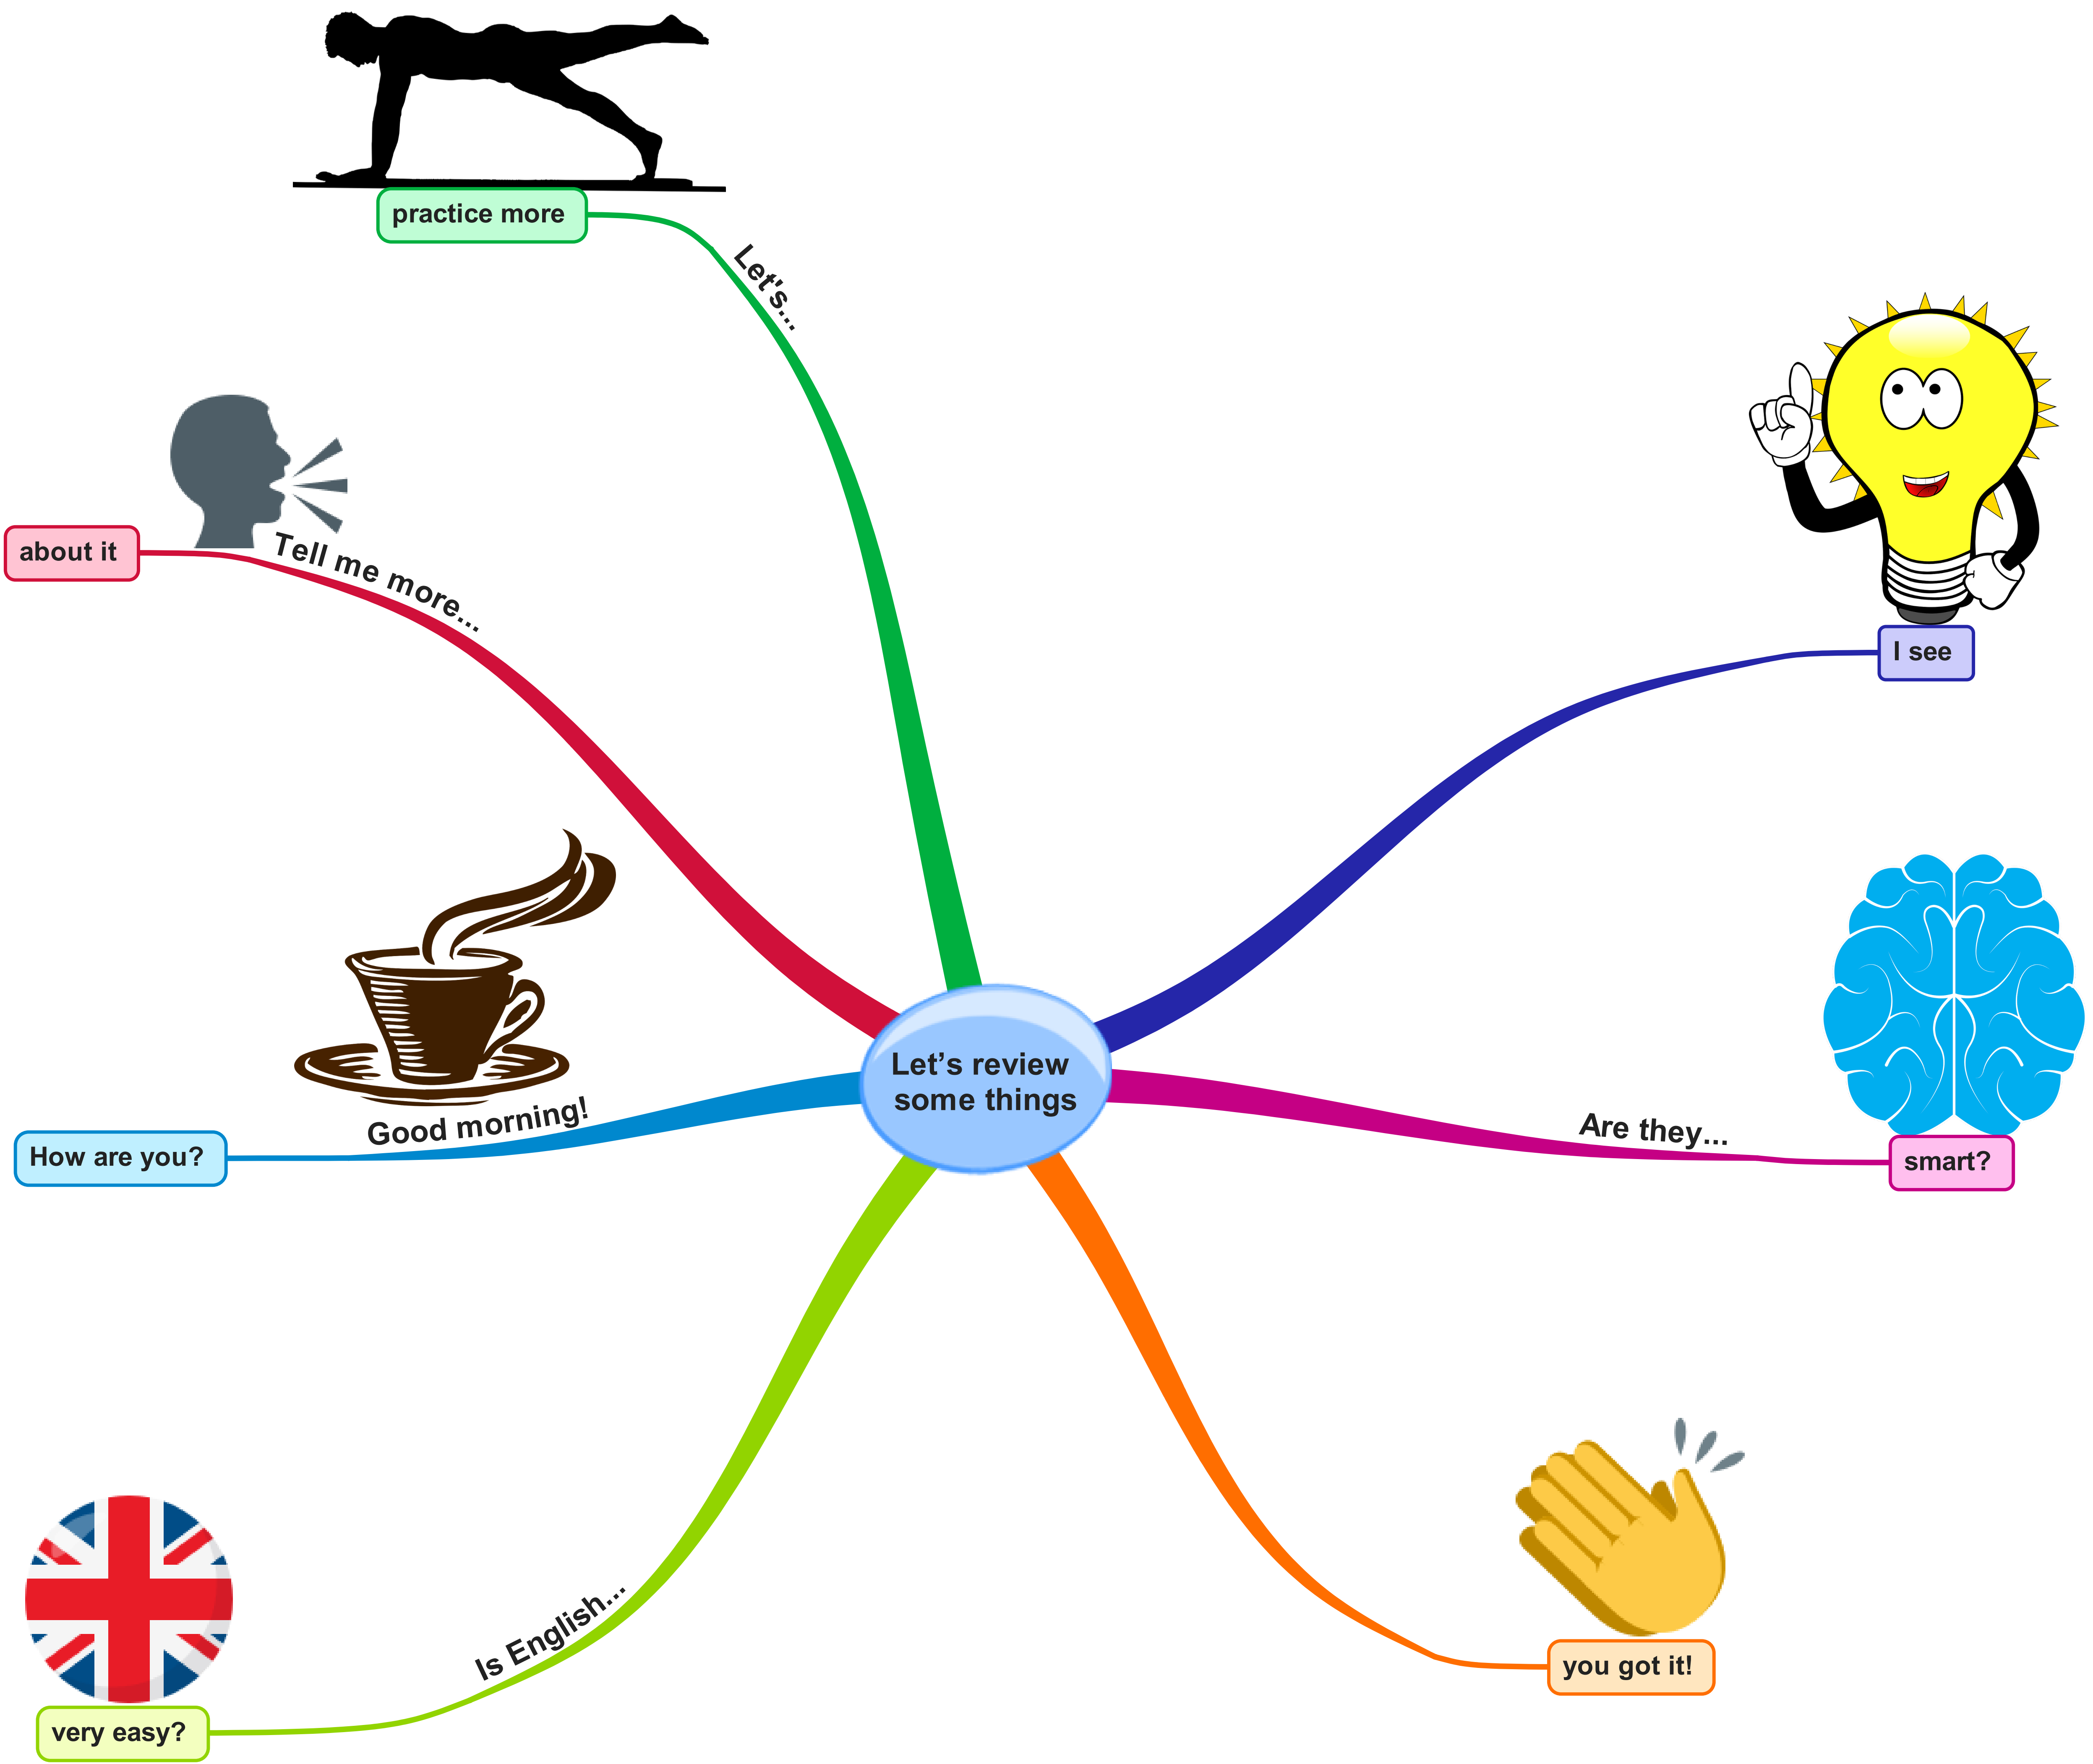 Let's...
practice more
Tell me more...
about it
I see
Let’s review
some things
Good morning!
How are you?
Are they...
smart?
Is English...
very easy?
you got it!